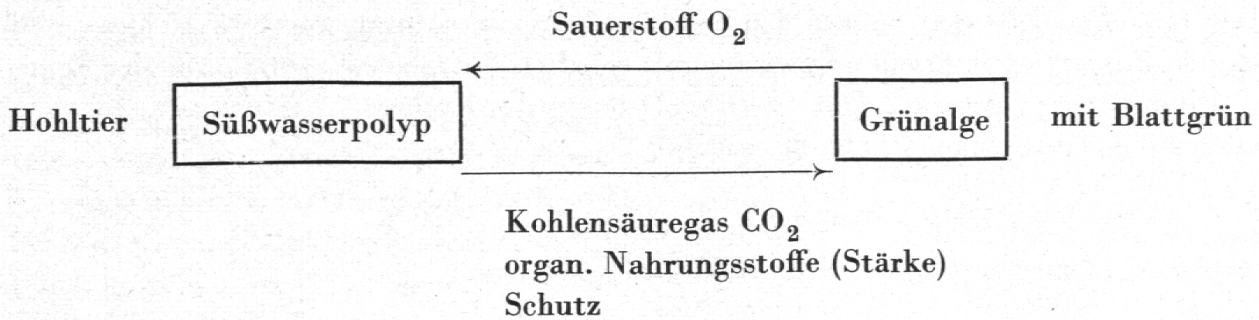 Sauerstoff O₂
Hohltier Süßwasserpolyp Grünalge mit Blattgrün
Kohlensäuregas CO₂
organ. Nahrungsstoffe (Stärke)
Schutz